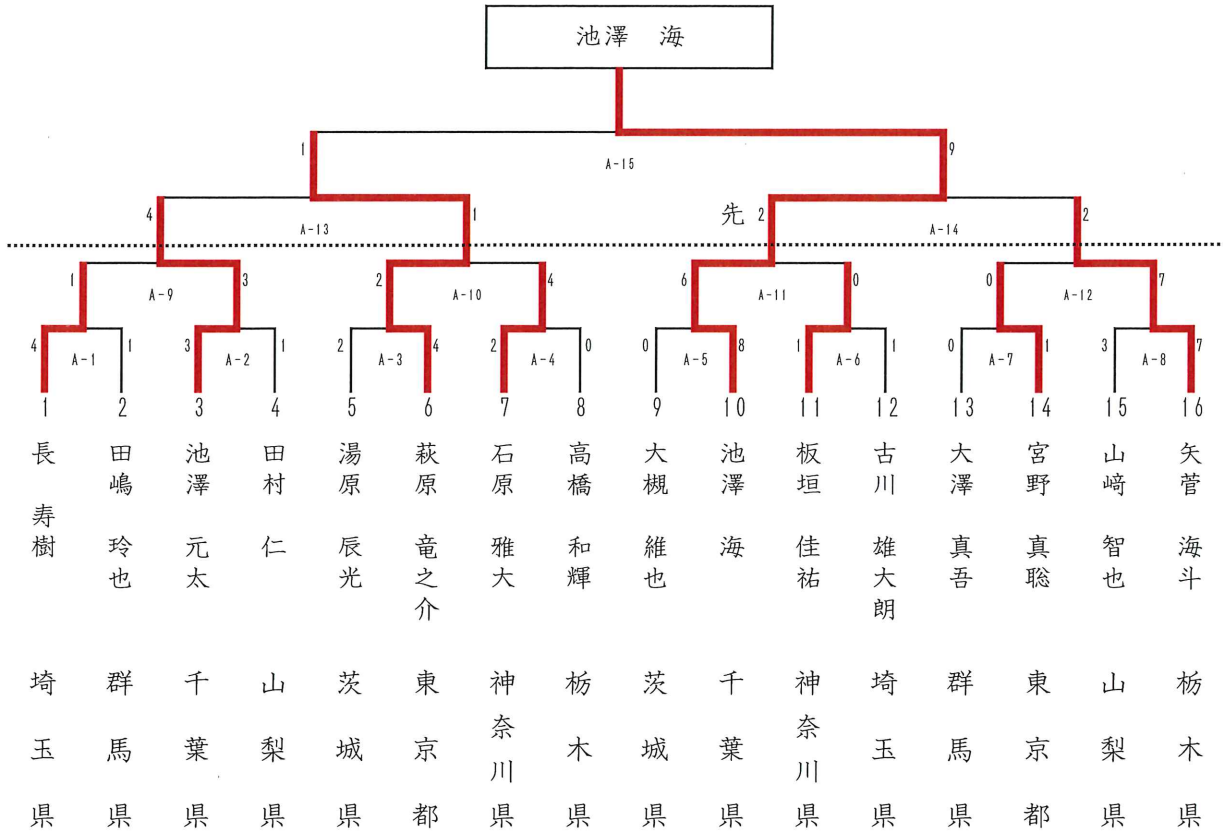 池澤 海
1 A-15 9
4 A-13 1 先 2 A-14 2
1 A-9 3 2 A-10 4 6 A-11 0 0 A-12 7
4 A-1 1 3 A-2 1 2 A-3 4 2 A-4 0 0 A-5 8 1 A-6 1 0 A-7 1 3 A-8 7
1 2 3 4 5 6 7 8 9 10 11 12 13 14 15 16
長 寿樹
田嶋 玲也
池澤 元太
田村 仁
湯原 辰光
萩原 竜之介
石原 雅大
高橋 和輝
大槻 維也
池澤 海
板垣 佳祐
古川 雄大朗
大澤 真吾
宮野 真聡
山﨑 智也
矢菅 海斗
埼玉県
群馬県
千葉県
山梨県
茨城県
東京都
神奈川県
栃木県
茨城県
千葉県
神奈川県
埼玉県
群馬県
東京都
山梨県
栃木県